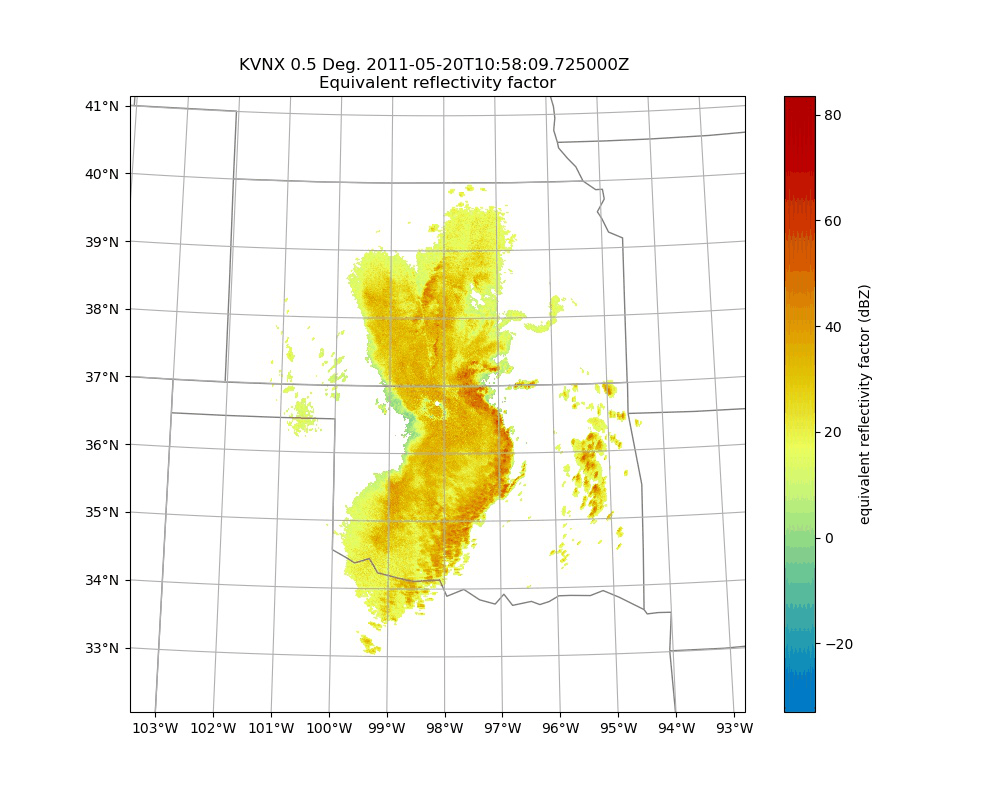 KVNX 0.5 Deg. 2011-05-20T10:58:09.725000Z
Equivalent reflectivity factor
41°N
40°N
39°N
38°N
37°N
36°N
35°N
34°N
33°N
103°W 102°W 101°W 100°W 99°W 98°W 97°W 96°W 95°W 94°W 93°W
80
60
40
20
0
−20
equivalent reflectivity factor (dBZ)